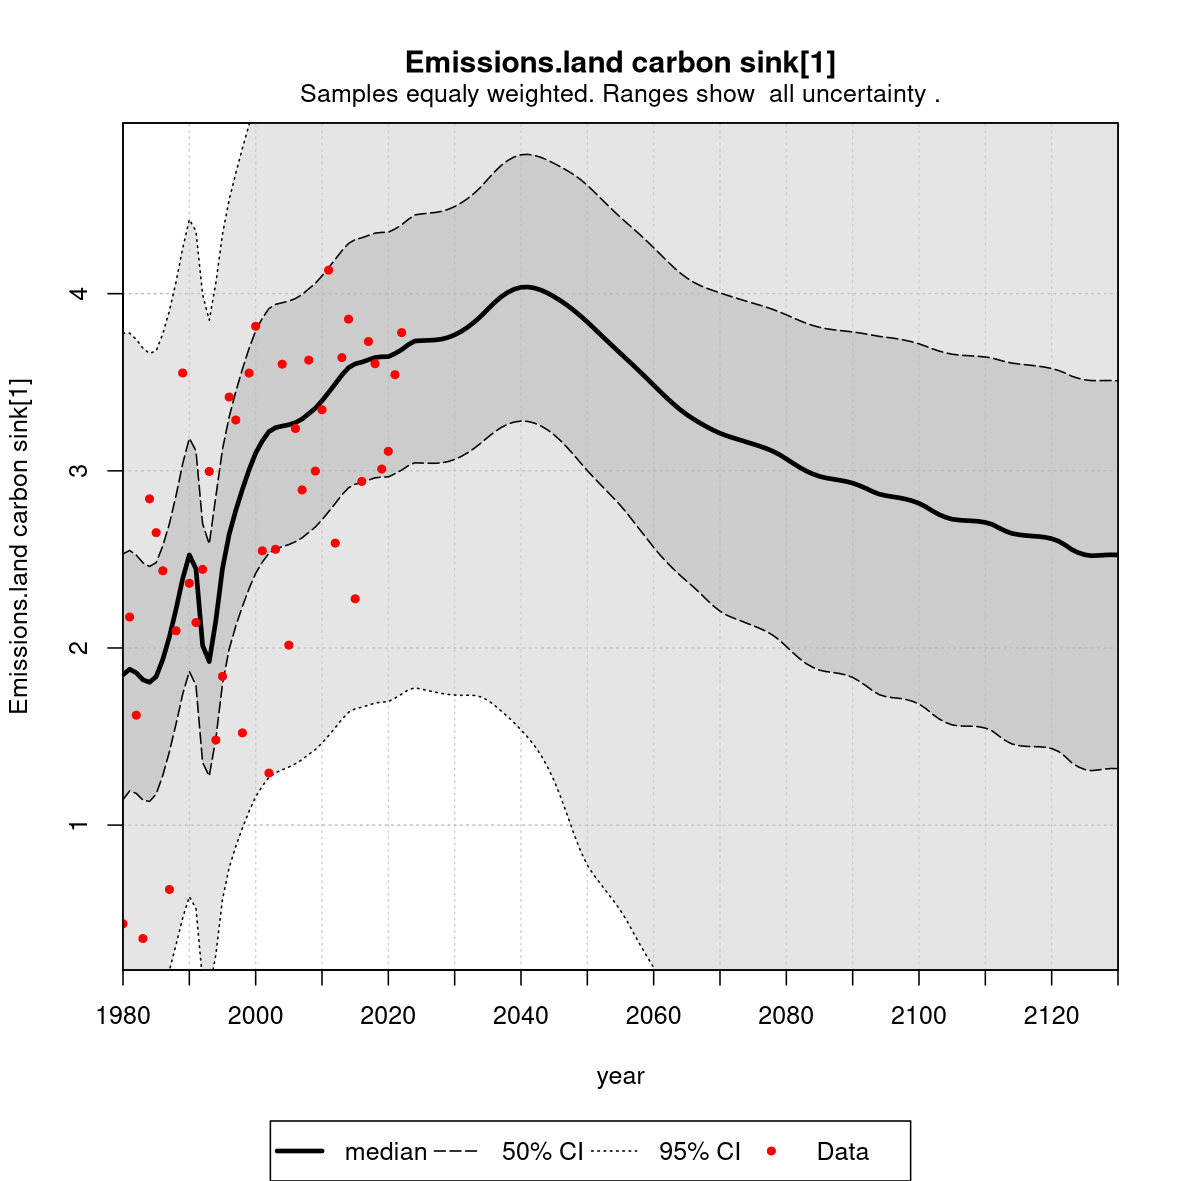 Emissions.land carbon sink[1]
Samples equaly weighted. Ranges show  all uncertainty .
Emissions.land carbon sink[1]
4
3
2
1
1980 2000 2020 2040 2060 2080 2100 2120
year
median 50% CI 95% CI Data